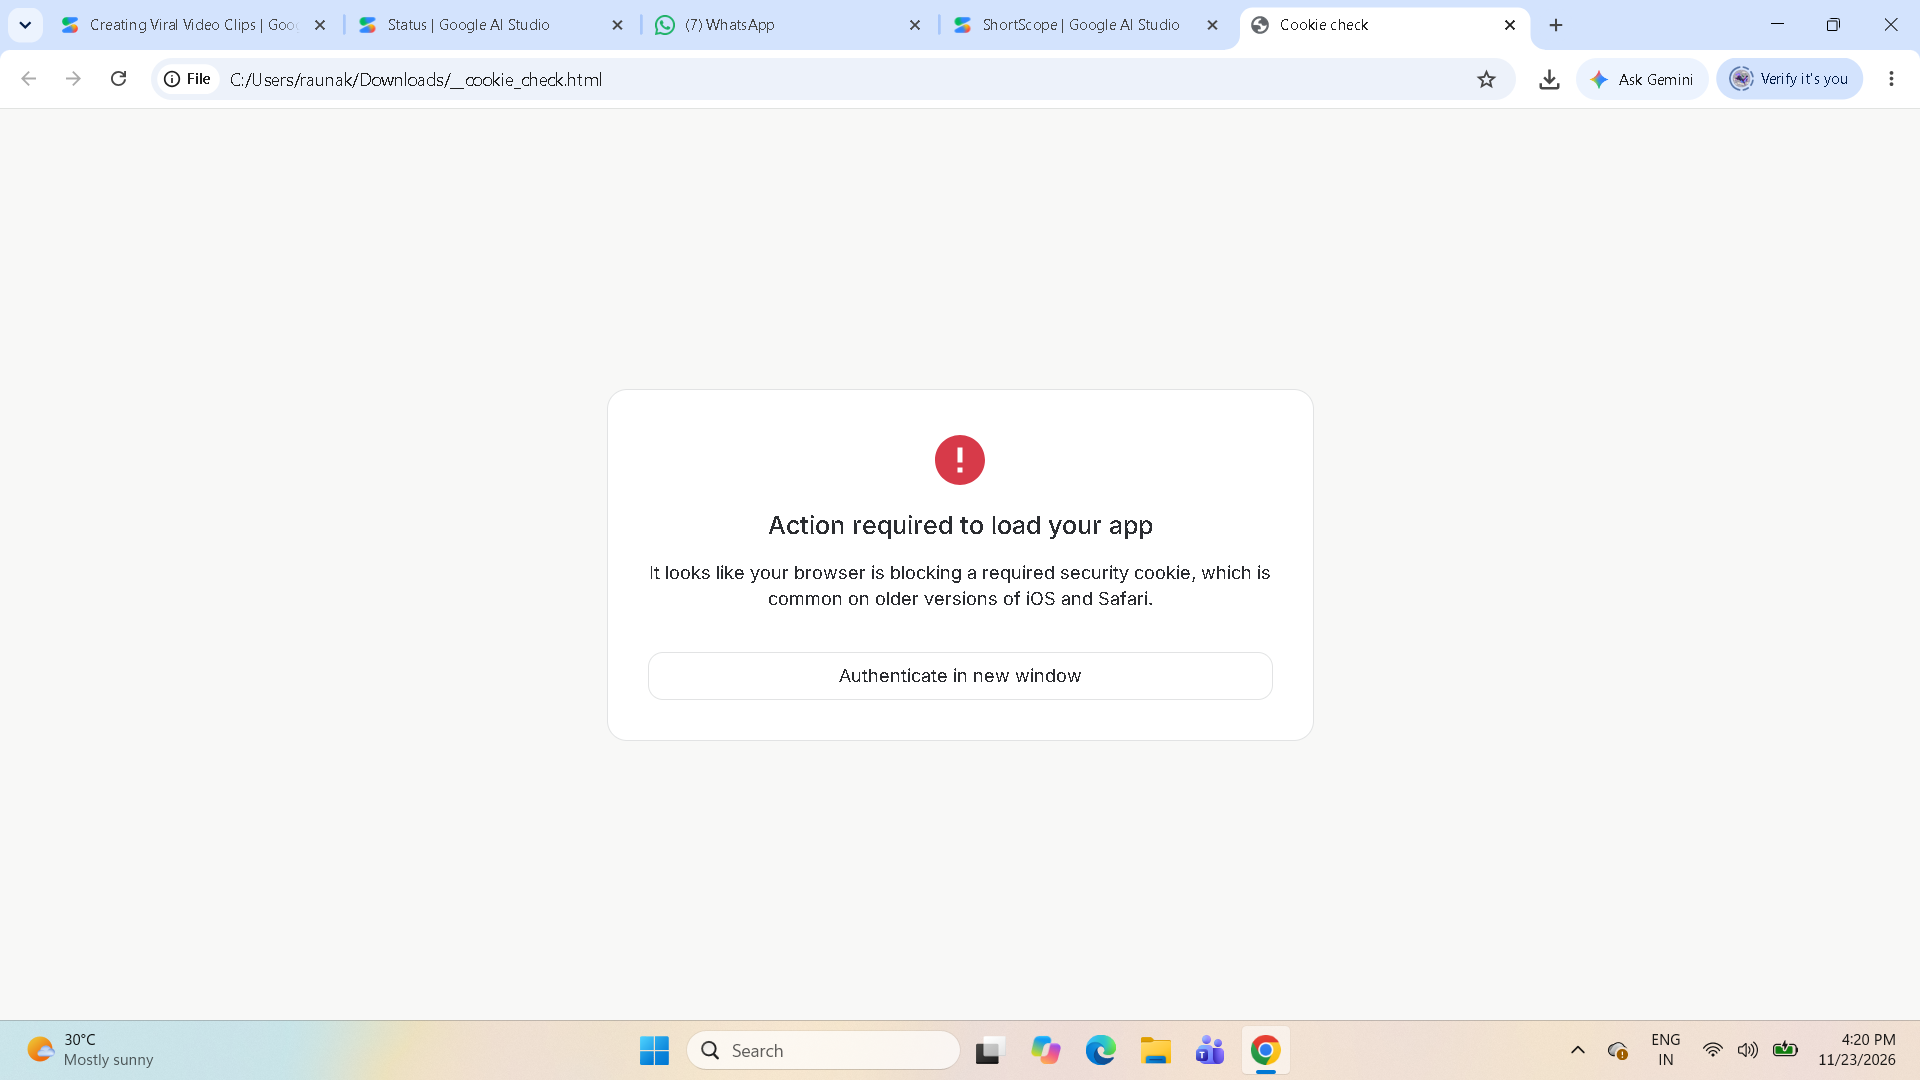 Creating Viral Video Clips | Goog
Status | Google AI Studio
(7) WhatsApp
ShortScope | Google AI Studio
Cookie check
File
C:/Users/raunak/Downloads/__cookie_check.html
Ask Gemini
Verify it's you
!
Action required to load your app
It looks like your browser is blocking a required security cookie, which is
common on older versions of iOS and Safari.
Authenticate in new window
30°C
Mostly sunny
Search
ENG
IN
4:20 PM
11/23/2026